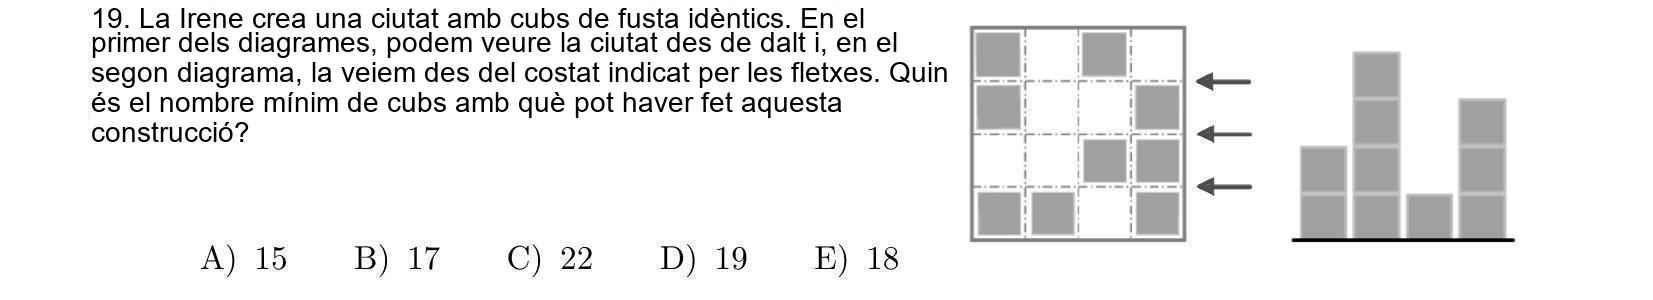 19. La Irene crea una ciutat amb cubs de fusta idèntics. En el
primer dels diagrames, podem veure la ciutat des de dalt i, en el
segon diagrama, la veiem des del costat indicat per les fletxes. Quin
és el nombre mínim de cubs amb què pot haver fet aquesta
construcció?
A) 15 B) 17 C) 22 D) 19 E) 18